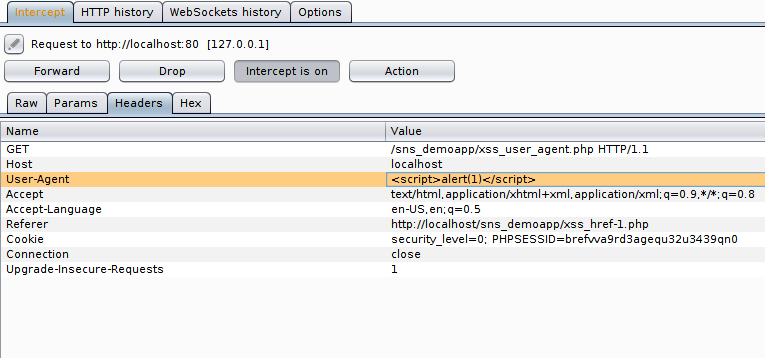 Intercept HTTP history WebSockets history Options
Request to http://localhost:80 [127.0.0.1]
Forward Drop Intercept is on Action
Raw Params Headers Hex
Name Value
GET /sns_demoapp/xss_user_agent.php HTTP/1.1
Host localhost
User-Agent <script>alert(1)</script>
Accept text/html,application/xhtml+xml,application/xml;q=0.9,*/*;q=0.8
Accept-Language en-US,en;q=0.5
Referer http://localhost/sns_demoapp/xss_href-1.php
Cookie security_level=0; PHPSESSID=brefvva9rd3agequ32u3439qn0
Connection close
Upgrade-Insecure-Requests 1